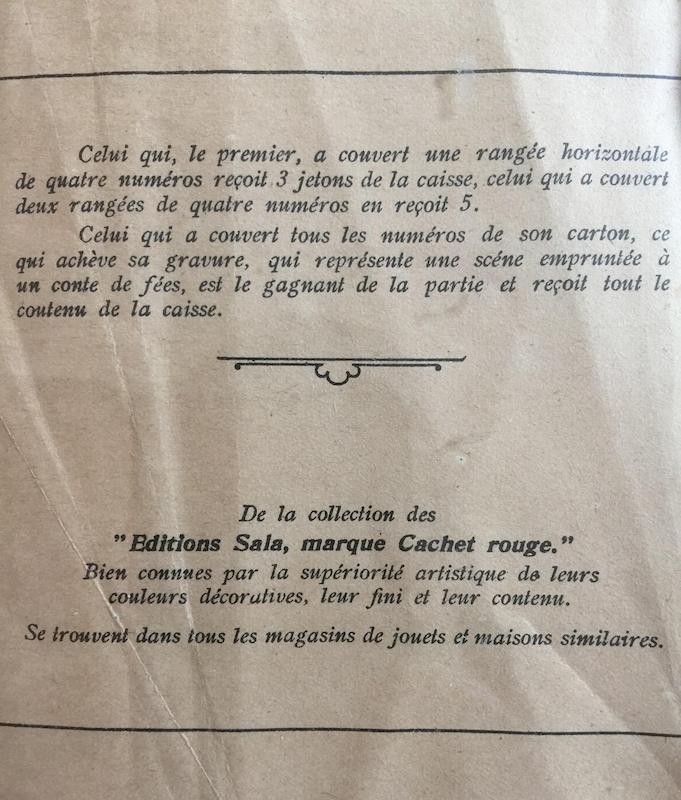 Celui qui, le premier, a couvert une rangée horizontale
de quatre numéros reçoit 3 jetons de la caisse, celui qui a couvert
deux rangées de quatre numéros en reçoit 5.
Celui qui a couvert tous les numéros de son carton, ce
qui achève sa gravure, qui représente une scéne empruntée à
un conte de fées, est le gagnant de la partie et reçoit tout le
contenu de la caisse.
De la collection des
"Editions Sala, marque Cachet rouge."
Bien connues par la supériorité artistique de leurs
couleurs décoratives, leur fini et leur contenu.
Se trouvent dans tous les magasins de jouets et maisons similaires.